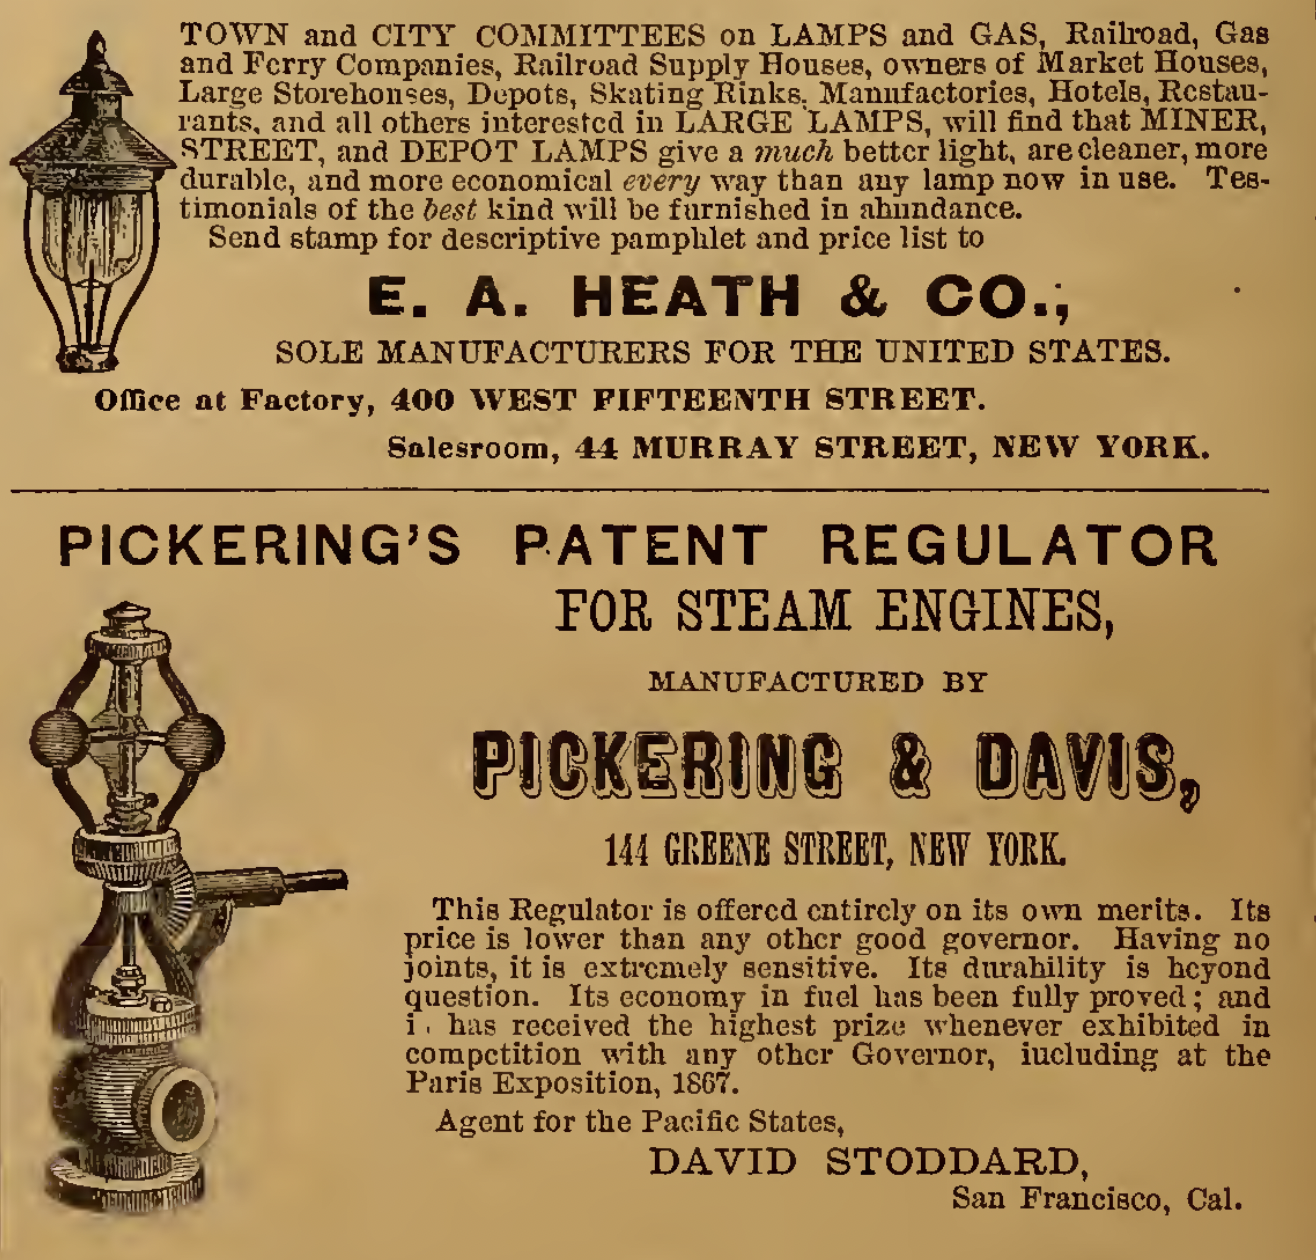 TOWN and CITY COMMITTEES on LAMPS and GAS, Railroad, Gas
and Ferry Companies, Railroad Supply Houses, owners of Market Houses,
Large Storehouses, Depots, Skating Rinks, Manufactories, Hotels, Restau-
rants, and all others interested in LARGE LAMPS, will find that MINER,
STREET, and DEPOT LAMPS give a much better light, are cleaner, more
durable, and more economical every way than any lamp now in use. Tes-
timonials of the best kind will be furnished in abundance.
Send stamp for descriptive pamphlet and price list to
E. A. HEATH & CO.,
SOLE MANUFACTURERS FOR THE UNITED STATES.
Office at Factory, 400 WEST FIFTEENTH STREET.
Salesroom, 44 MURRAY STREET, NEW YORK.
PICKERING'S PATENT REGULATOR
FOR STEAM ENGINES,
MANUFACTURED BY
PICKERING & DAVIS,
144 GREENE STREET, NEW YORK.
This Regulator is offered entirely on its own merits. Its
price is lower than any other good governor. Having no
joints, it is extremely sensitive. Its durability is beyond
question. Its economy in fuel has been fully proved; and
has received the highest prize whenever exhibited in
competition with any other Governor, including at the
Paris Exposition, 1867.
Agent for the Pacific States,
DAVID STODDARD,
San Francisco, Cal.